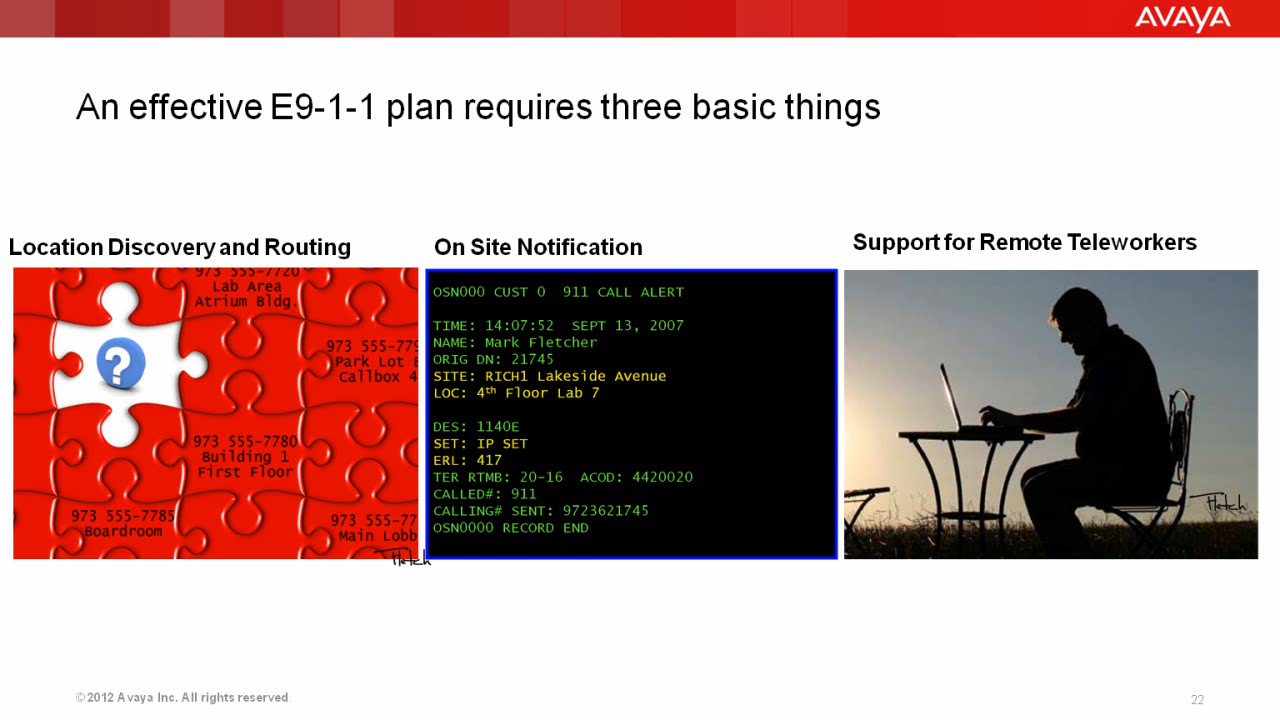 AVAYA
An effective E9-1-1 plan requires three basic things
Location Discovery and Routing
973 555-7720
Lab Area
Atrium Bldg.
?
973 555-779
Park Lot
Callbox 4
973 555-7780
Building 1
First Floor
973 555-7785
Boardroom
973 555-77
Main Lobb
Fletch
On Site Notification
OSN000 CUST 0 911 CALL ALERT
TIME: 14:07:52 SEPT 13, 2007
NAME: Mark Fletcher
ORIG DN: 21745
SITE: RICH1 Lakeside Avenue
LOC: 4th Floor Lab 7
DES: 1140E
SET: IP SET
ERL: 417
TER RTMB: 20-16 ACOD: 4420020
CALLED#: 911
CALLING# SENT: 9723621745
OSN0000 RECORD END
Support for Remote Teleworkers
Fletch
© 2012 Avaya Inc. All rights reserved.
22